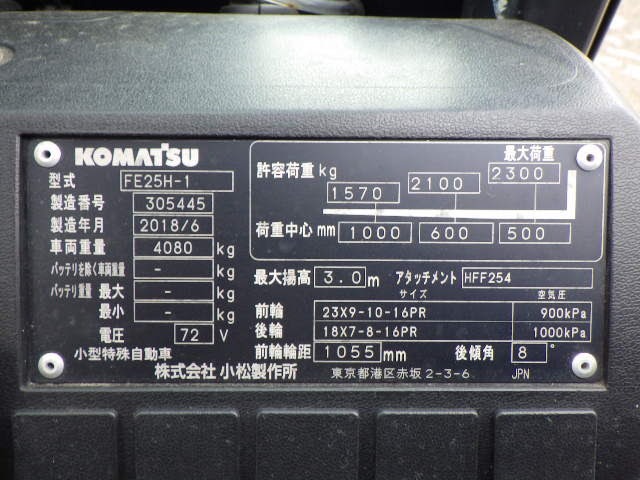 KOMATSU
型式 FE25H-1
製造番号 305445
製造年月 2018/6
車両重量 4080 kg
バッテリを除く車両重量 - kg
バッテリ重量 最大 - kg
最小 - kg
電圧 72 V
小型特殊自動車
最大荷重
許容荷重 kg 1570 2100 2300
荷重中心 mm 1000 600 500
最大揚高 3.0 m アタッチメント HFF254
サイズ 空気圧
前輪 23X9-10-16PR 900kPa
後輪 18X7-8-16PR 1000kPa
前輪輪距 1055 mm 後傾角 8 °
株式会社 小松製作所 東京都港区赤坂 2-3-6 JPN